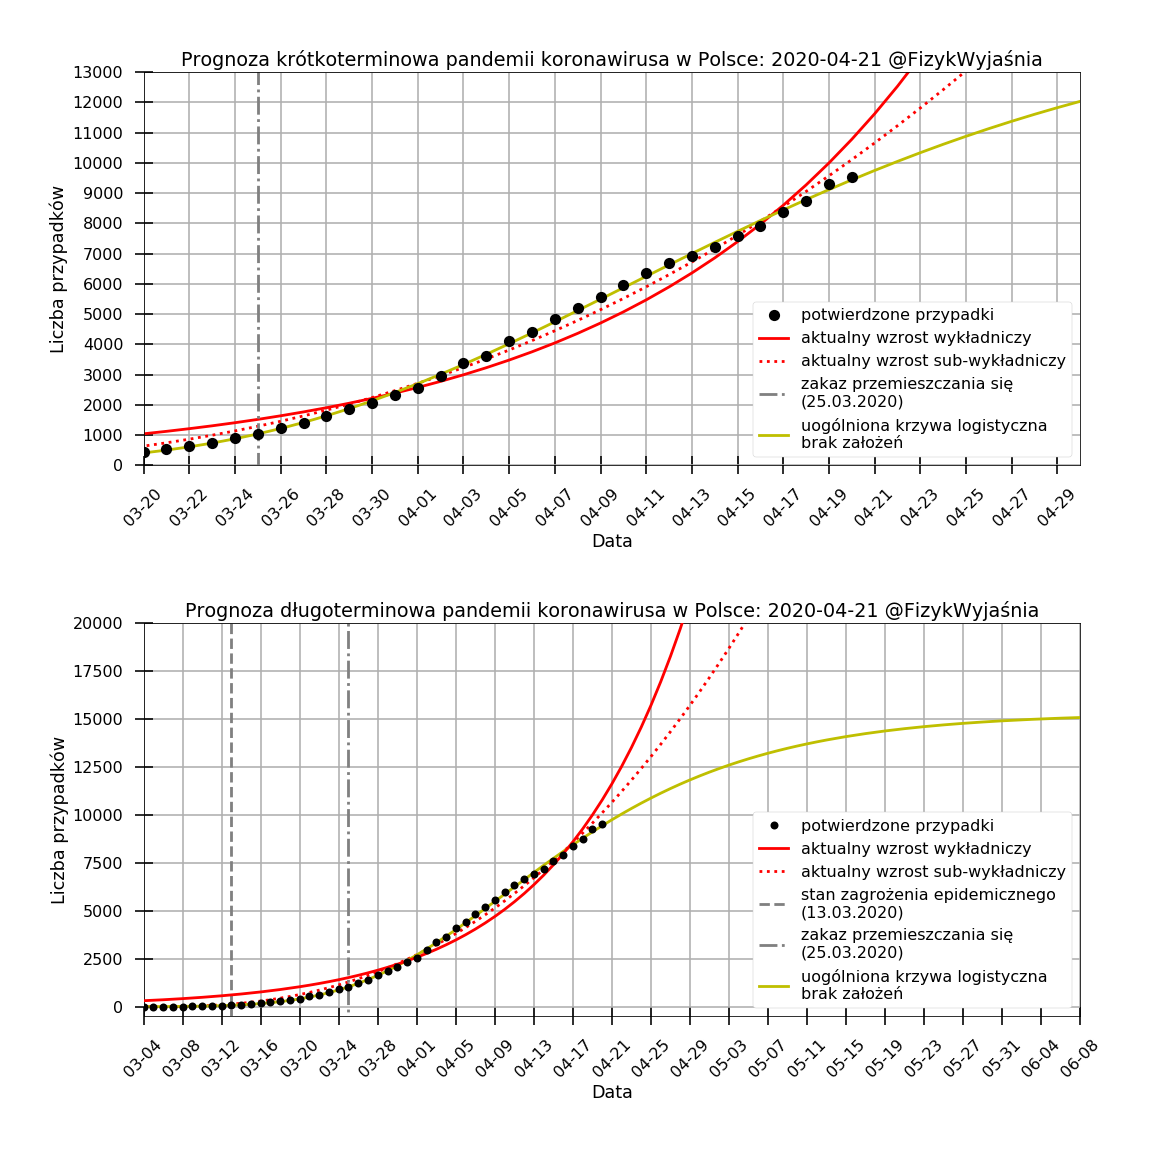 Prognoza krótkoterminowa pandemii koronawirusa w Polsce: 2020-04-21 @FizykWyjaśnia
13000
12000
11000
10000
9000
8000
7000
6000
5000
4000
3000
2000
1000
0
Liczba przypadków
potwierdzone przypadki
aktualny wzrost wykładniczy
aktualny wzrost sub-wykładniczy
zakaz przemieszczania się
(25.03.2020)
uogólniona krzywa logistyczna
brak założeń
03-20 03-22 03-24 03-26 03-28 03-30 04-01 04-03 04-05 04-07 04-09 04-11 04-13 04-15 04-17 04-19 04-21 04-23 04-25 04-27 04-29
Data
Prognoza długoterminowa pandemii koronawirusa w Polsce: 2020-04-21 @FizykWyjaśnia
20000
17500
15000
12500
10000
7500
5000
2500
0
Liczba przypadków
potwierdzone przypadki
aktualny wzrost wykładniczy
aktualny wzrost sub-wykładniczy
stan zagrożenia epidemicznego
(13.03.2020)
zakaz przemieszczania się
(25.03.2020)
uogólniona krzywa logistyczna
brak założeń
03-04 03-08 03-12 03-16 03-20 03-24 03-28 04-01 04-05 04-09 04-13 04-17 04-21 04-25 04-29 05-03 05-07 05-11 05-15 05-19 05-23 05-27 05-31 06-04 06-08
Data